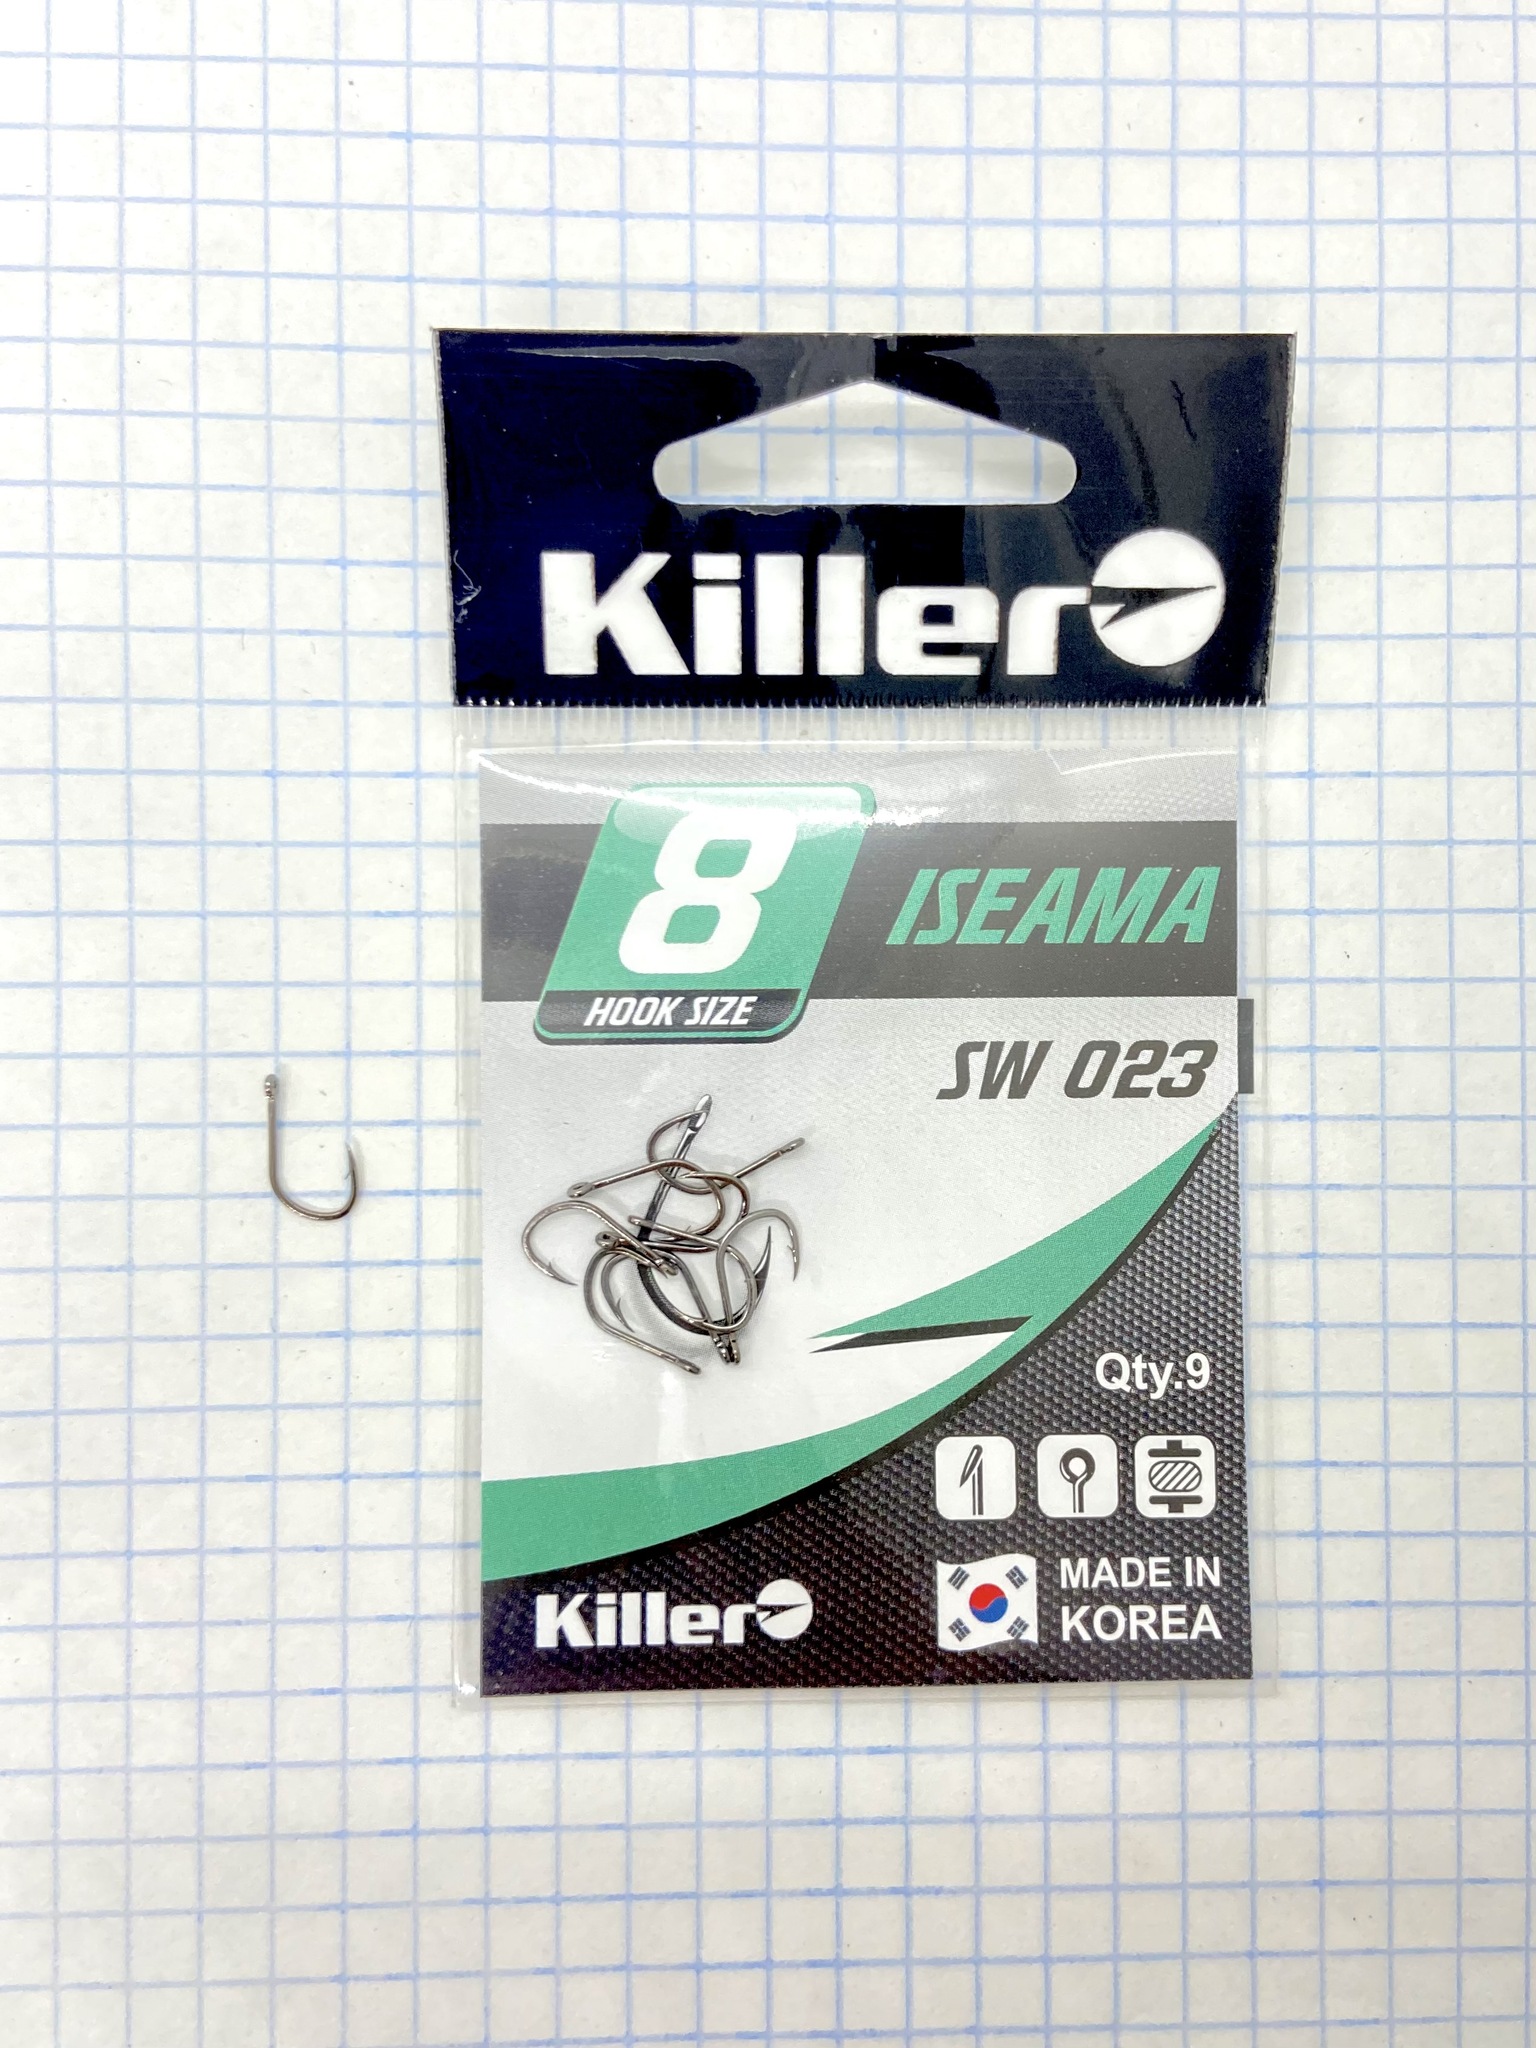 Killer
8
HOOK SIZE
ISEAMA
SW 023
Qty.9
MADE IN
KOREA
Killer